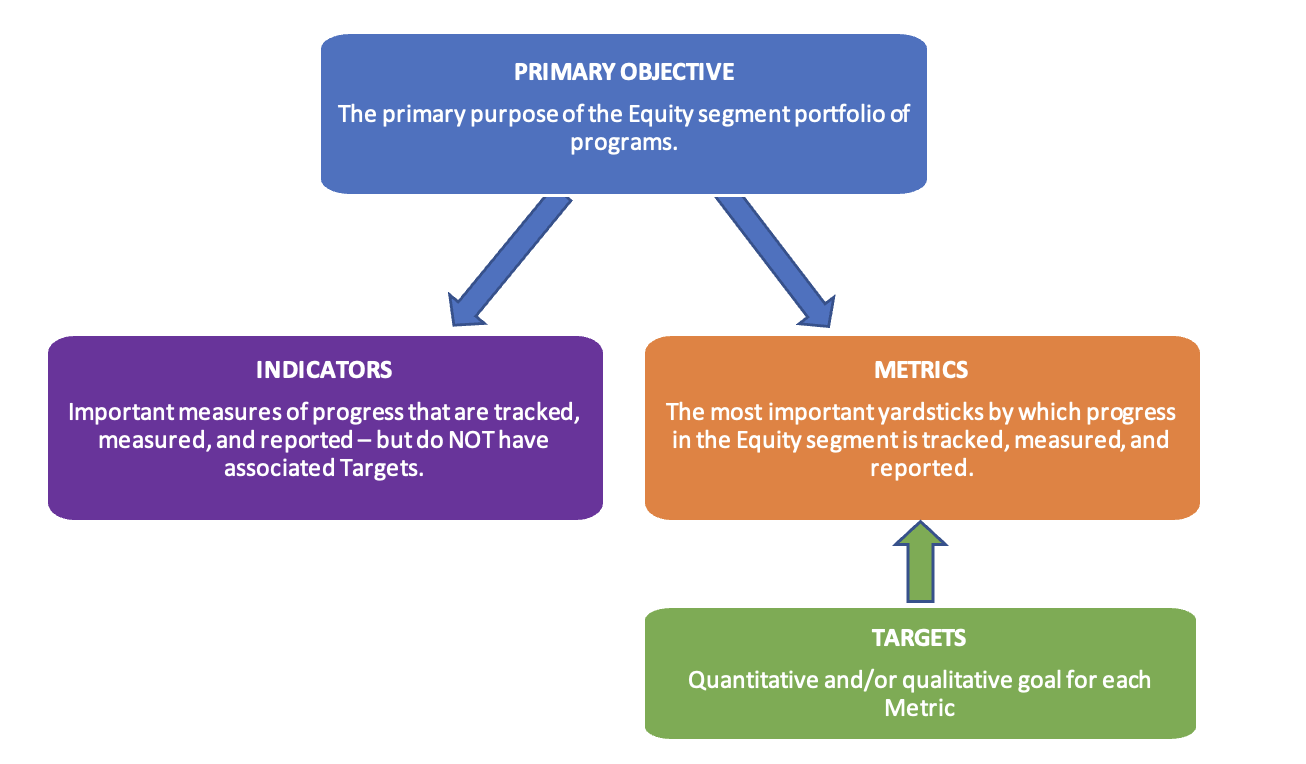 PRIMARY OBJECTIVE
The primary purpose of the Equity segment portfolio of
programs.
INDICATORS
Important measures of progress that are tracked,
measured, and reported – but do NOT have
associated Targets.
METRICS
The most important yardsticks by which progress
in the Equity segment is tracked, measured, and
reported.
TARGETS
Quantitative and/or qualitative goal for each
Metric